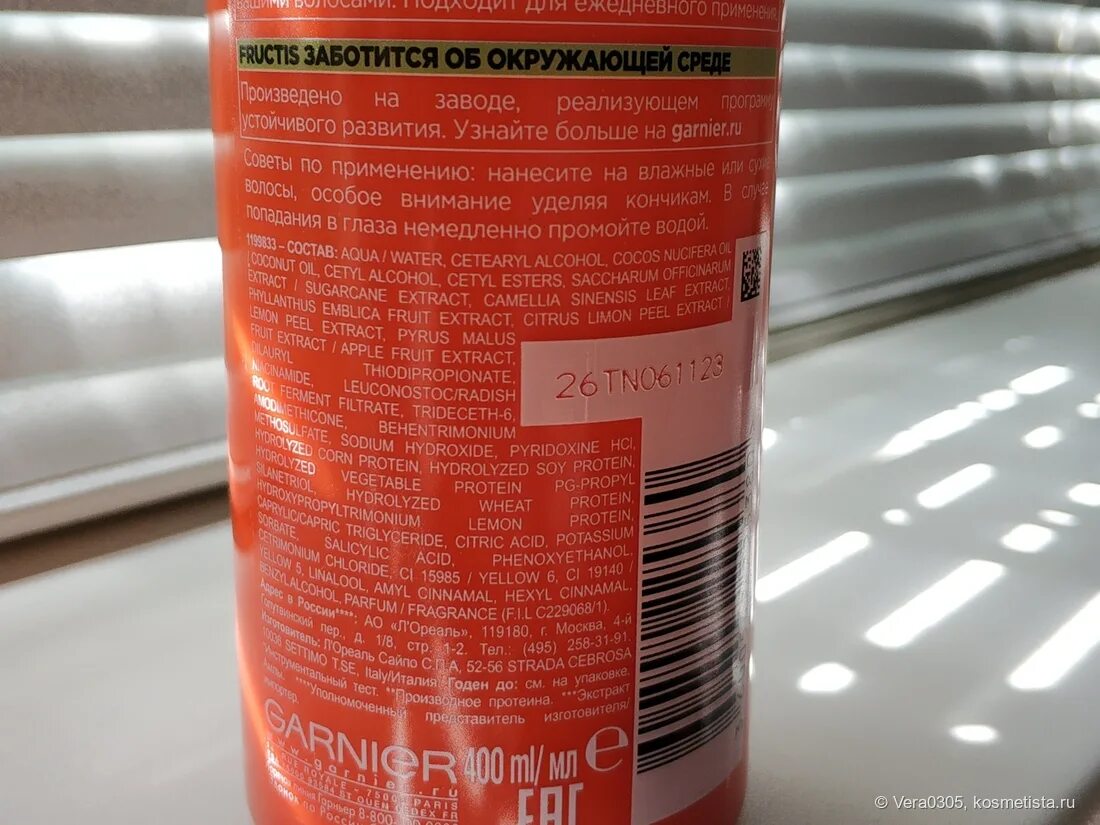 вашими волосами. Подходит для ежедневного применения
FRUCTIS ЗАБОТИТСЯ ОБ ОКРУЖАЮЩЕЙ СРЕДЕ
Произведено на заводе, реализующем програм
устойчивого развития. Узнайте больше на garnier.ru
Советы по применению: нанесите на влажные или сухие
волосы, особое внимание уделяя кончикам. В случае
попадания в глаза немедленно промойте водой.
1199833 – СОСТАВ: AQUA / WATER, CETEARYL ALCOHOL, COCOS NUCIFERA OIL
/ COCONUT OIL, CETYL ALCOHOL, CETYL ESTERS, SACCHARUM OFFICINARUM
EXTRACT / SUGARCANE EXTRACT, CAMELLIA SINENSIS LEAF EXTRACT,
PHYLLANTHUS EMBLICA FRUIT EXTRACT, CITRUS LIMON PEEL EXTRACT /
LEMON PEEL EXTRACT, PYRUS MALUS
FRUIT EXTRACT / APPLE FRUIT EXTRACT,
DILAURYL THIODIPROPIONATE,
NIACINAMIDE, LEUCONOSTOC/RADISH
ROOT FERMENT FILTRATE, TRIDECETH-6,
AMODIMETHICONE, BEHENTRIMONIUM
METHOSULFATE, SODIUM HYDROXIDE, PYRIDOXINE HCl,
HYDROLYZED CORN PROTEIN, HYDROLYZED SOY PROTEIN,
HYDROLYZED VEGETABLE PROTEIN PG-PROPYL
SILANETRIOL, HYDROLYZED WHEAT PROTEIN,
HYDROXYPROPYLTRIMONIUM LEMON PROTEIN,
CAPRYLIC/CAPRIC TRIGLYCERIDE, CITRIC ACID, POTASSIUM
SORBATE, SALICYLIC ACID, PHENOXYETHANOL,
CETRIMONIUM CHLORIDE, CI 15985 / YELLOW 6, CI 19140 /
YELLOW 5, LINALOOL, AMYL CINNAMAL, HEXYL CINNAMAL,
BENZYL ALCOHOL, PARFUM / FRAGRANCE (F.I.L C229068/1).
Адрес в России****: АО «Л'Ореаль», 119180, г. Москва, 4-й
Голутвинский пер., д. 1/8, стр. 1-2. Тел.: (495) 258-31-91.
Изготовитель: Л'Ореаль Сайпо С.П.А, 52-56 STRADA CEBROSA
10036 SETTIMO T.SE, Italy/Италия. Годен до: см. на упаковке.
Инструментальный тест. **Производное протеина. ***Экстракт
Амлы. ****Уполномоченный представитель изготовителя/
импортер.
26TN061123
GARNIER 400 ml/ мл e
www.garnier.ru
PARIS
EAC
© Vera0305, kosmetista.ru